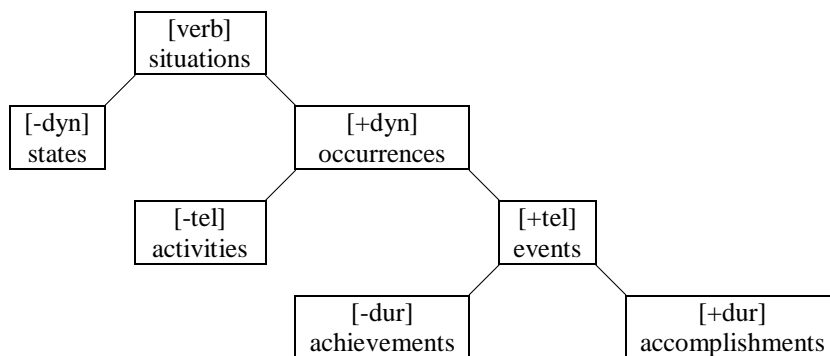 [verb]
situations
[-dyn]
states
[+dyn]
occurrences
[-tel]
activities
[+tel]
events
[-dur]
achievements
[+dur]
accomplishments